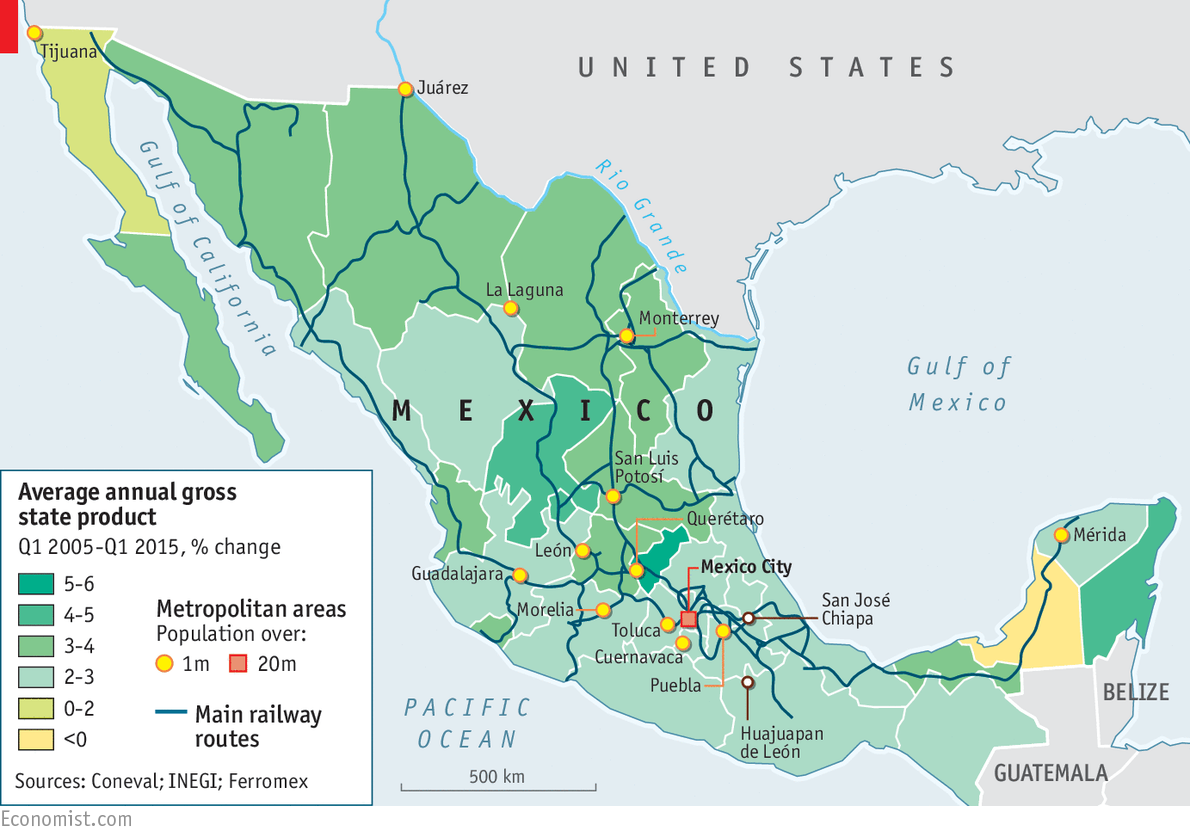 UNITED STATES
Tijuana
Juárez
Gulf of California
Rio Grande
La Laguna
Monterrey
Gulf of
Mexico
MEXICO
San Luis
Potosí
Querétaro
León
Guadalajara
Mexico City
Mérida
Morelia
San José
Chiapa
Toluca
Cuernavaca
Puebla
PACIFIC
OCEAN
BELIZE
Huajuapan
de León
GUATEMALA
500 km
Average annual gross
state product
Q1 2005-Q1 2015, % change
5-6
4-5
3-4
2-3
0-2
<0
Metropolitan areas
Population over:
1m
20m
Main railway
routes
Sources: Coneval; INEGI; Ferromex
Economist.com